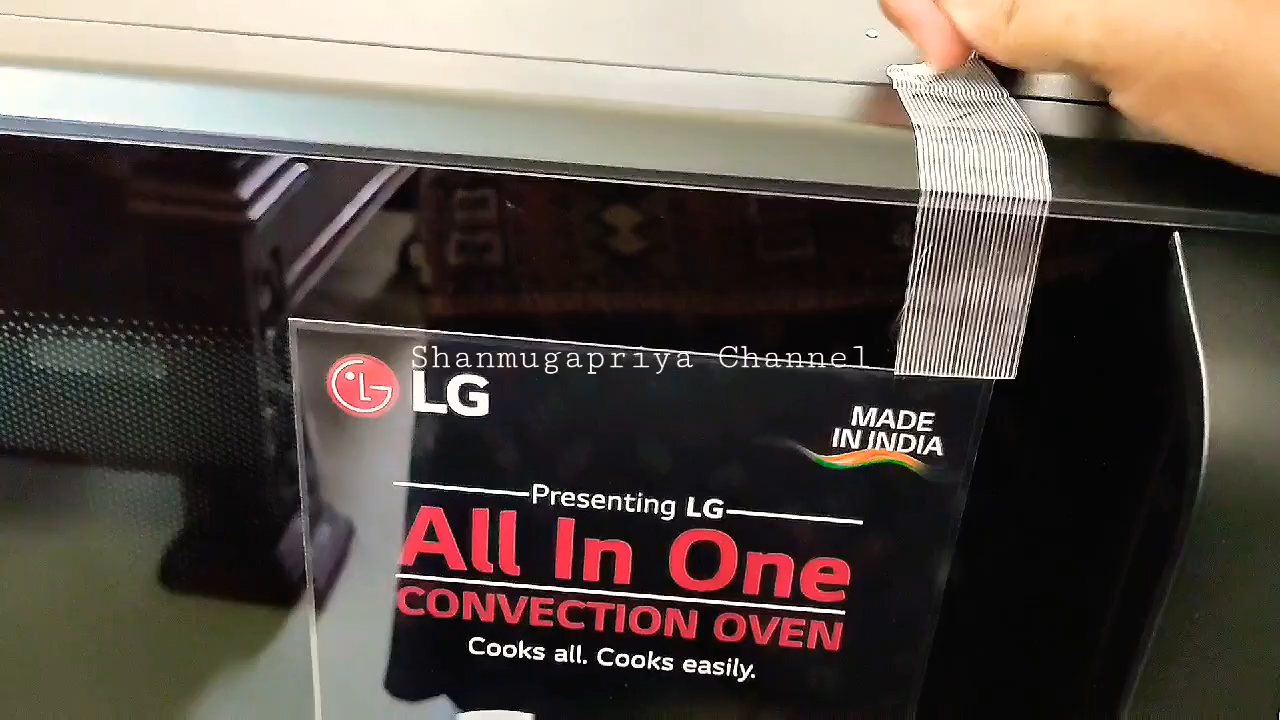 Shanmugapriya Channel
LG
MADE
IN INDIA
Presenting LG
All In One
CONVECTION OVEN
Cooks all. Cooks easily.